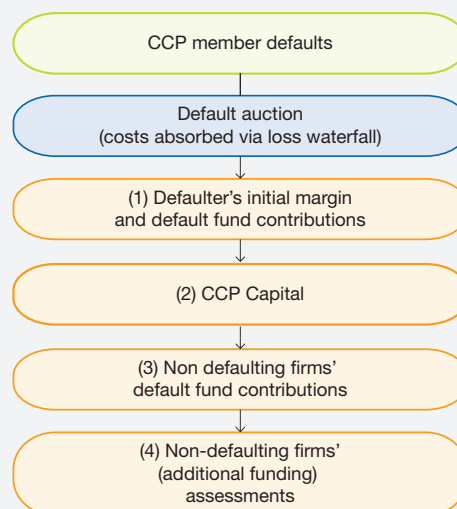 CCP member defaults
Default auction
(costs absorbed via loss waterfall)
(1) Defaulter's initial margin
and default fund contributions
(2) CCP Capital
(3) Non defaulting firms'
default fund contributions
(4) Non-defaulting firms'
(additional funding)
assessments